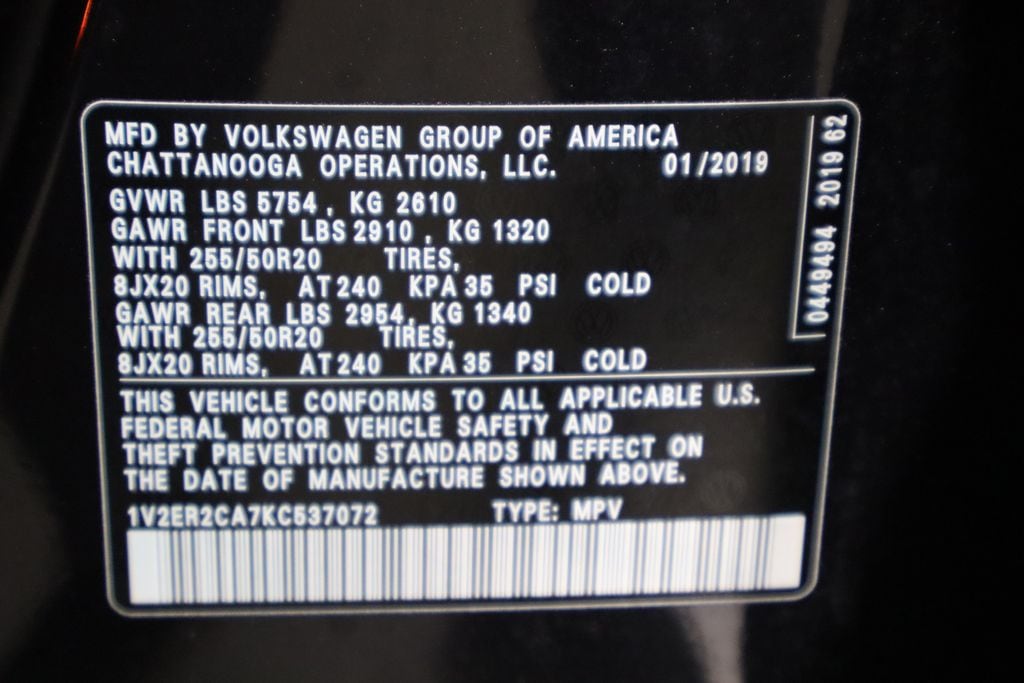 MFD BY VOLKSWAGEN GROUP OF AMERICA
CHATTANOOGA OPERATIONS, LLC. 01/2019
GVWR LBS 5754 , KG 2610
GAWR FRONT LBS 2910 , KG 1320
WITH 255/50R20 TIRES,
8JX20 RIMS, AT 240 KPA 35 PSI COLD
GAWR REAR LBS 2954, KG 1340
WITH 255/50R20 TIRES,
8JX20 RIMS, AT 240 KPA 35 PSI COLD
THIS VEHICLE CONFORMS TO ALL APPLICABLE U.S.
FEDERAL MOTOR VEHICLE SAFETY AND
THEFT PREVENTION STANDARDS IN EFFECT ON
THE DATE OF MANUFACTURE SHOWN ABOVE.
1V2ER2CA7KC537072 TYPE: MPV
0449494 2019 62